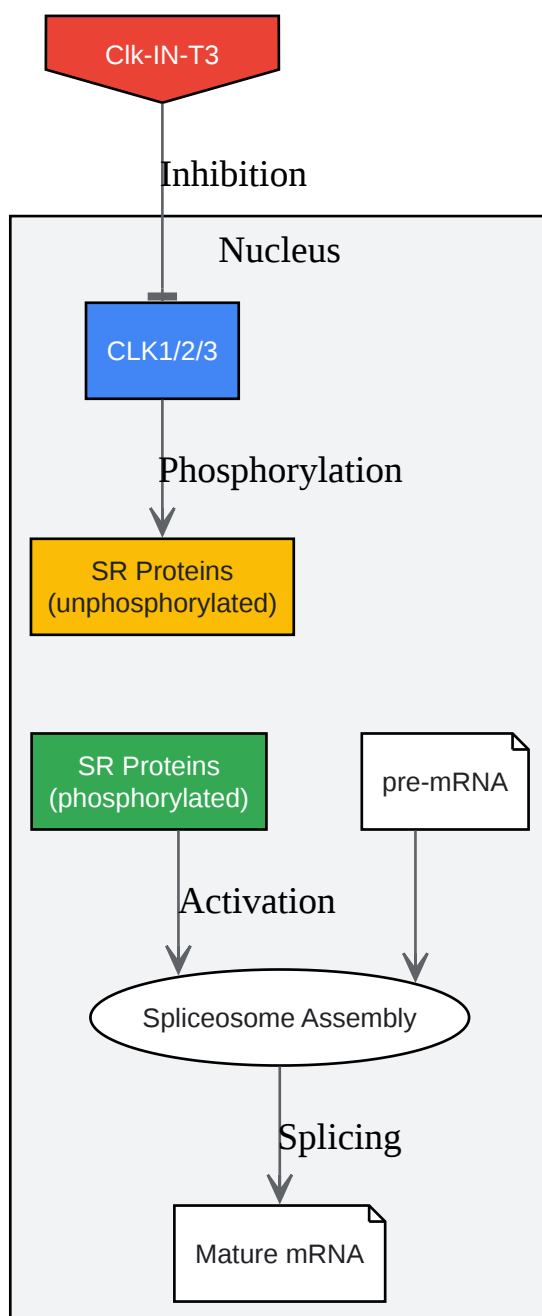 Clk-IN-T3
Inhibition
Nucleus
CLK1/2/3
Phosphorylation
SR Proteins
(unphosphorylated)
SR Proteins
(phosphorylated)
pre-mRNA
Activation
Spliceosome Assembly
Splicing
Mature mRNA